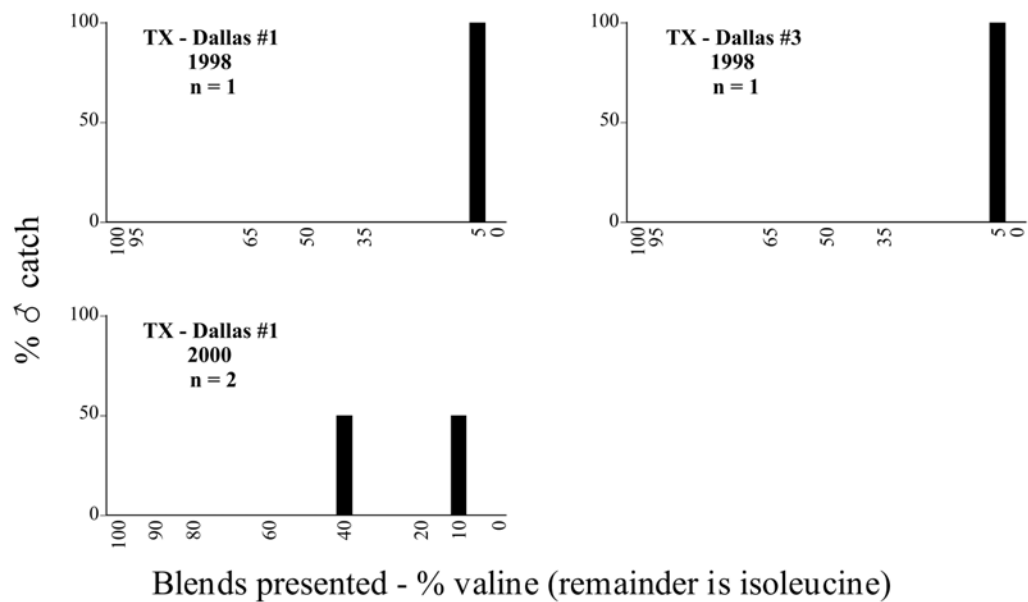 % ♂ catch
100
50
0
TX - Dallas #1
1998
n = 1
100 95 65 50 35 5 0
100
50
0
TX - Dallas #3
1998
n = 1
100 95 65 50 35 5 0
100
50
0
TX - Dallas #1
2000
n = 2
100 90 80 60 40 20 10 0
Blends presented - % valine (remainder is isoleucine)